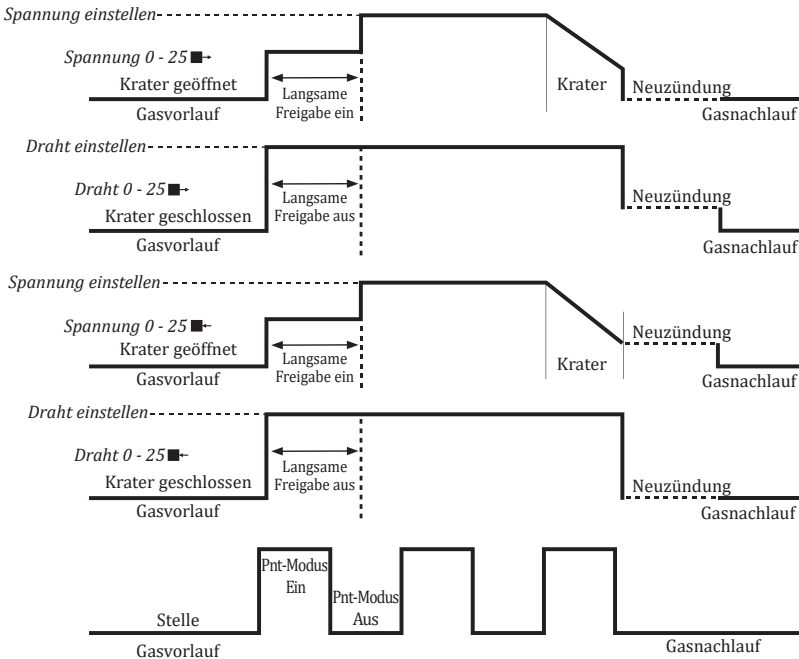 Spannung einstellen
Spannung 0 - 25
Krater geöffnet
Gasvorlauf
Langsame
Freigabe ein
Krater
Neuzündung
Gasnachlauf
Draht einstellen
Draht 0 - 25
Krater geschlossen
Gasvorlauf
Langsame
Freigabe aus
Neuzündung
Gasnachlauf
Spannung einstellen
Spannung 0 - 25
Krater geöffnet
Gasvorlauf
Langsame
Freigabe ein
Krater
Neuzündung
Gasnachlauf
Draht einstellen
Draht 0 - 25
Krater geschlossen
Gasvorlauf
Langsame
Freigabe aus
Neuzündung
Gasnachlauf
Stelle
Gasvorlauf
Pnt-Modus
Ein
Pnt-Modus
Aus
Gasnachlauf